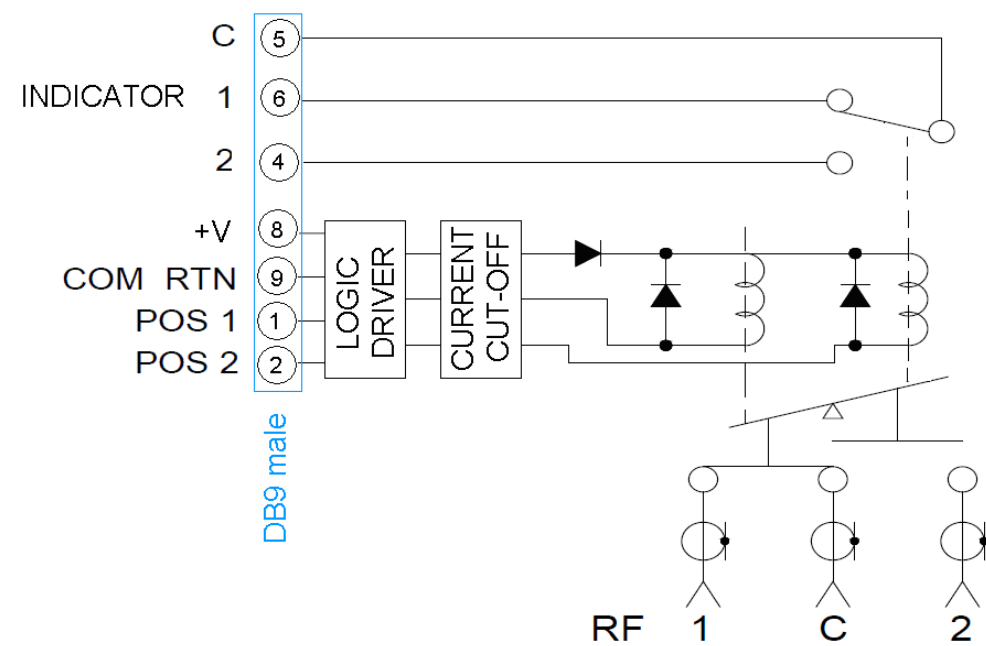 C 5
INDICATOR 1 6
2 4
+V 8
COM RTN 9
POS 1 1
POS 2 2
LOGIC
DRIVER
CURRENT
CUT-OFF
DB9 male
RF 1 C 2